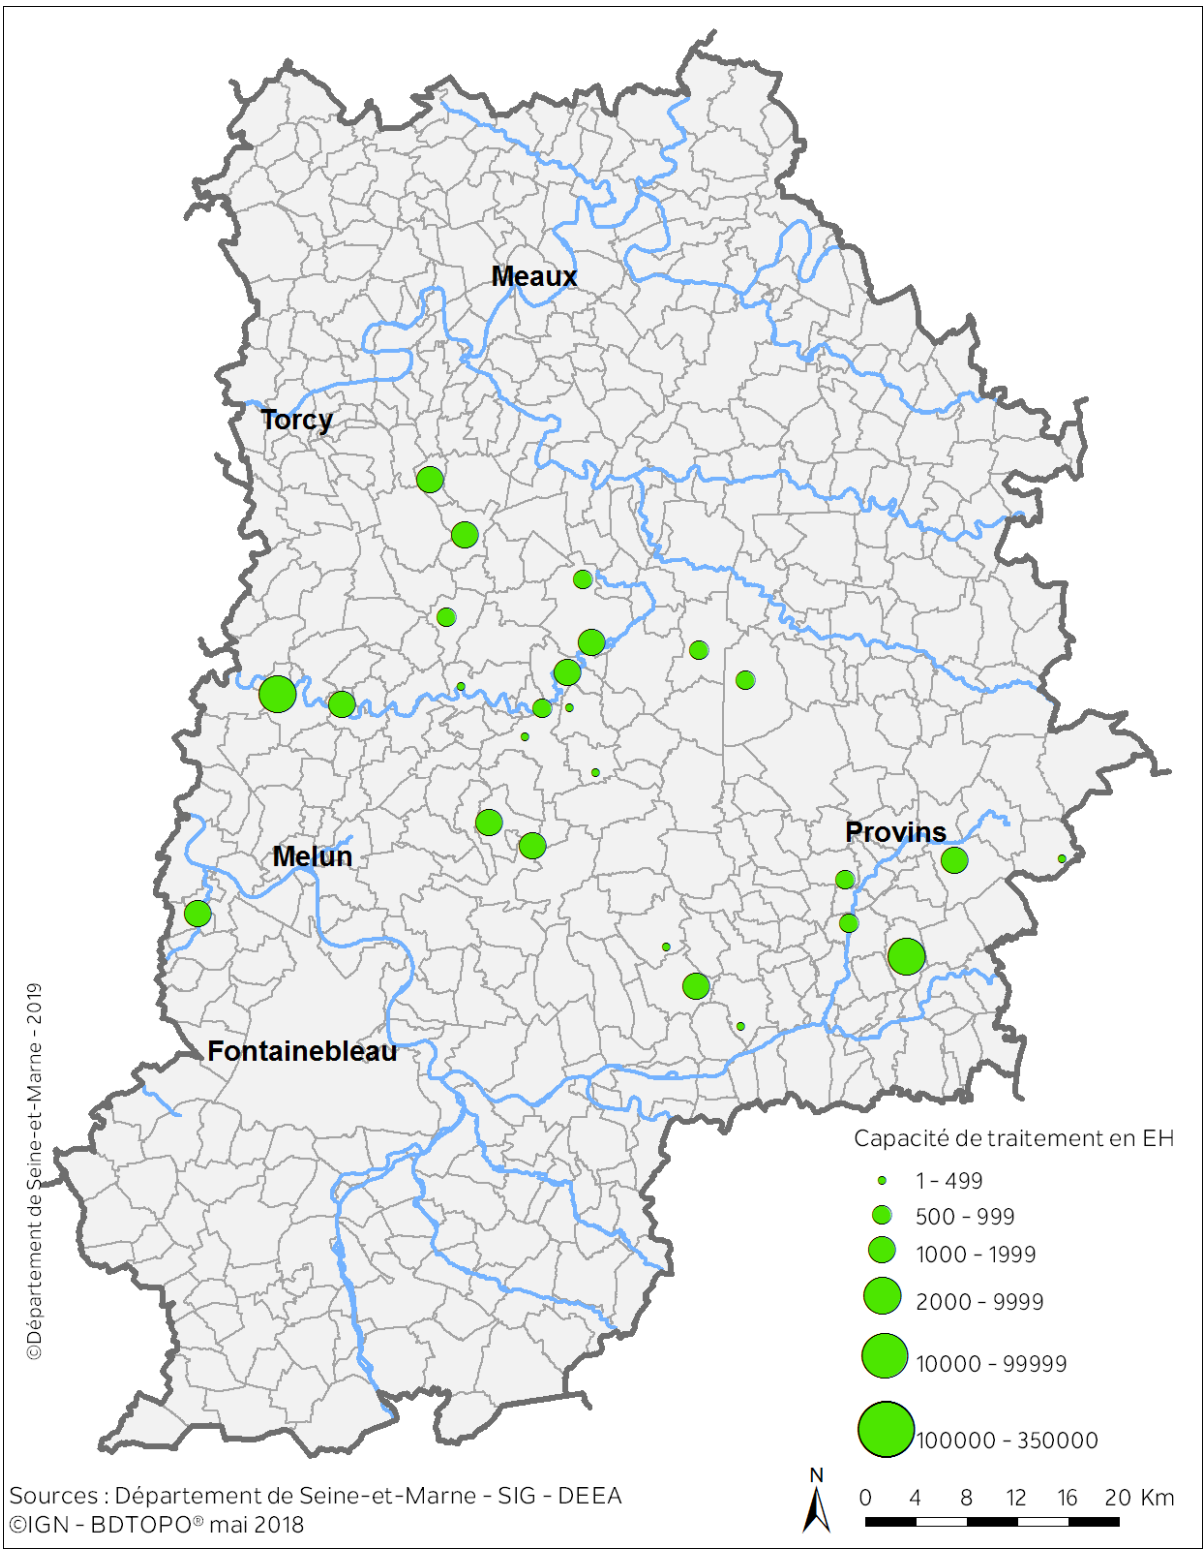 Meaux
Torcy
Provins
Melun
Fontainebleau
©Département de Seine-et-Marne - 2019
Capacité de traitement en EH
1 - 499
500 - 999
1000 - 1999
2000 - 9999
10000 - 99999
100000 - 350000
N
0 4 8 12 16 20 Km
Sources : Département de Seine-et-Marne - SIG - DEEA
©IGN - BDTOPO® mai 2018